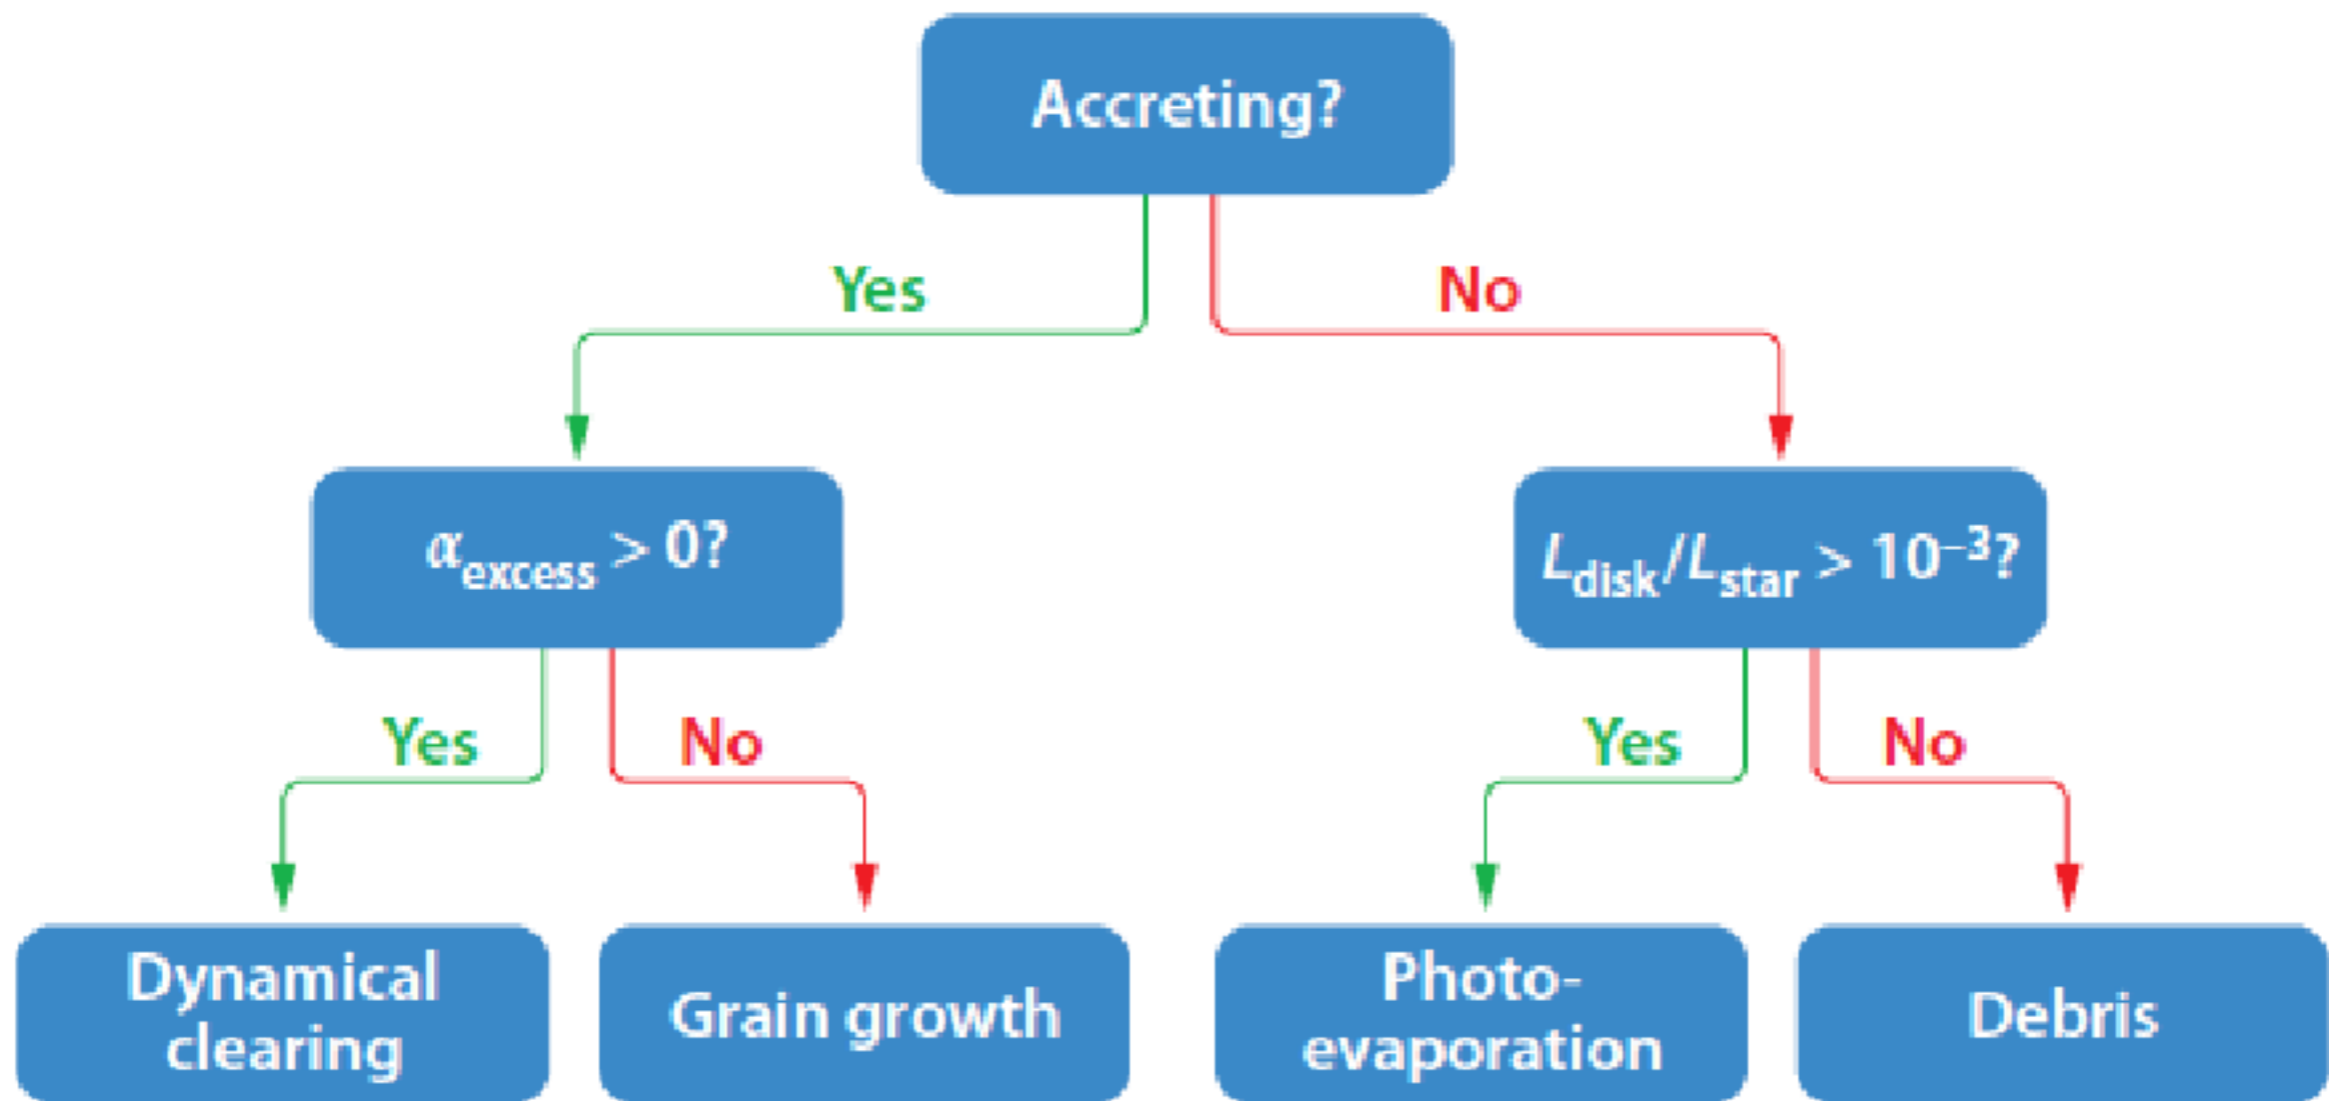 Accreting?
Yes
No
αexcess > 0?
Ldisk/Lstar > 10−3?
Yes
No
Yes
No
Dynamical
clearing
Grain growth
Photo-
evaporation
Debris